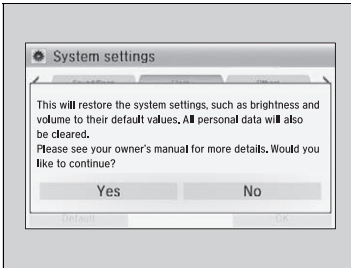 System settings
Others
This will restore the system settings, such as brightness and
volume to their default values. All personal data will also
be cleared.
Please see your owner's manual for more details. Would you
like to continue?
Yes
No
Default
OK